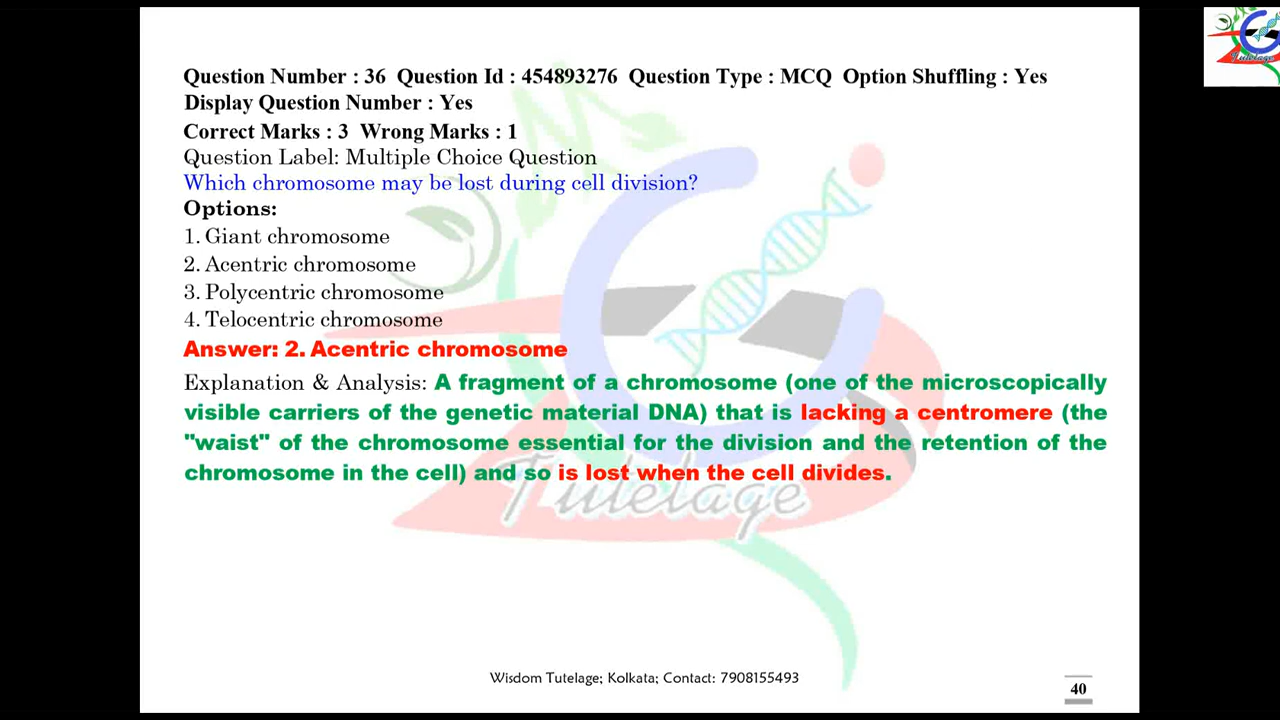 Question Number : 36 Question Id : 454893276 Question Type : MCQ Option Shuffling : Yes
Display Question Number : Yes
Correct Marks : 3 Wrong Marks : 1
Question Label: Multiple Choice Question
Which chromosome may be lost during cell division?
Options:
1. Giant chromosome
2. Acentric chromosome
3. Polycentric chromosome
4. Telocentric chromosome
Answer: 2. Acentric chromosome
Explanation & Analysis: A fragment of a chromosome (one of the microscopically
visible carriers of the genetic material DNA) that is lacking a centromere (the
"waist" of the chromosome essential for the division and the retention of the
chromosome in the cell) and so is lost when the cell divides.
Tutelage
Wisdom Tutelage; Kolkata; Contact: 7908155493
40
Tutelage